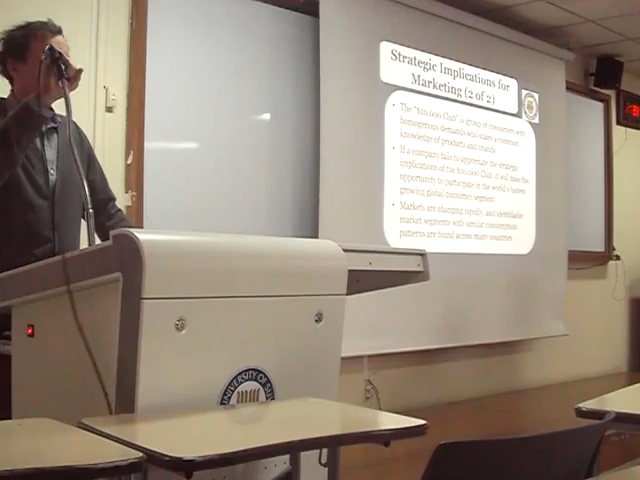 Strategic Implications for
Marketing (2 of 2)
• The "$10,000 Club" is group of consumers with
homogenous demands who share a common
knowledge of products and brands
• If a company fails to appreciate the strategic
implications of the $10,000 Club, it will miss the
opportunity to participate in the world's fastest
growing global consumer segment
• Markets are changing rapidly, and identifiable
market segments with similar consumption
patterns are found across many countries
UNIVERSITY OF